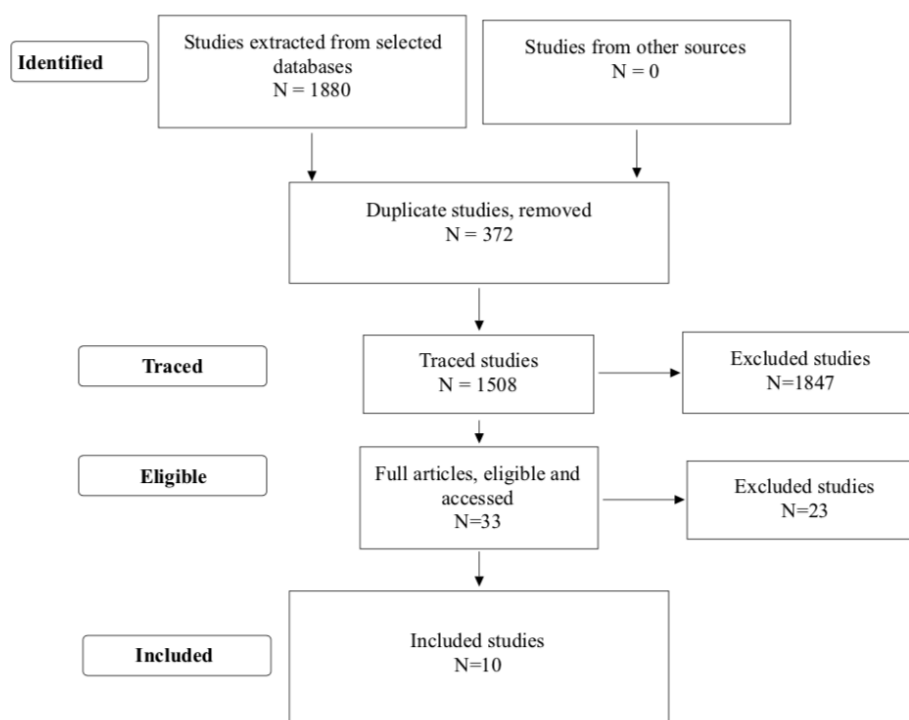 Identified
Studies extracted from selected
databases
N = 1880
Studies from other sources
N = 0
Duplicate studies, removed
N = 372
Traced
Traced studies
N = 1508
Excluded studies
N=1847
Eligible
Full articles, eligible and
accessed
N=33
Excluded studies
N=23
Included
Included studies
N=10